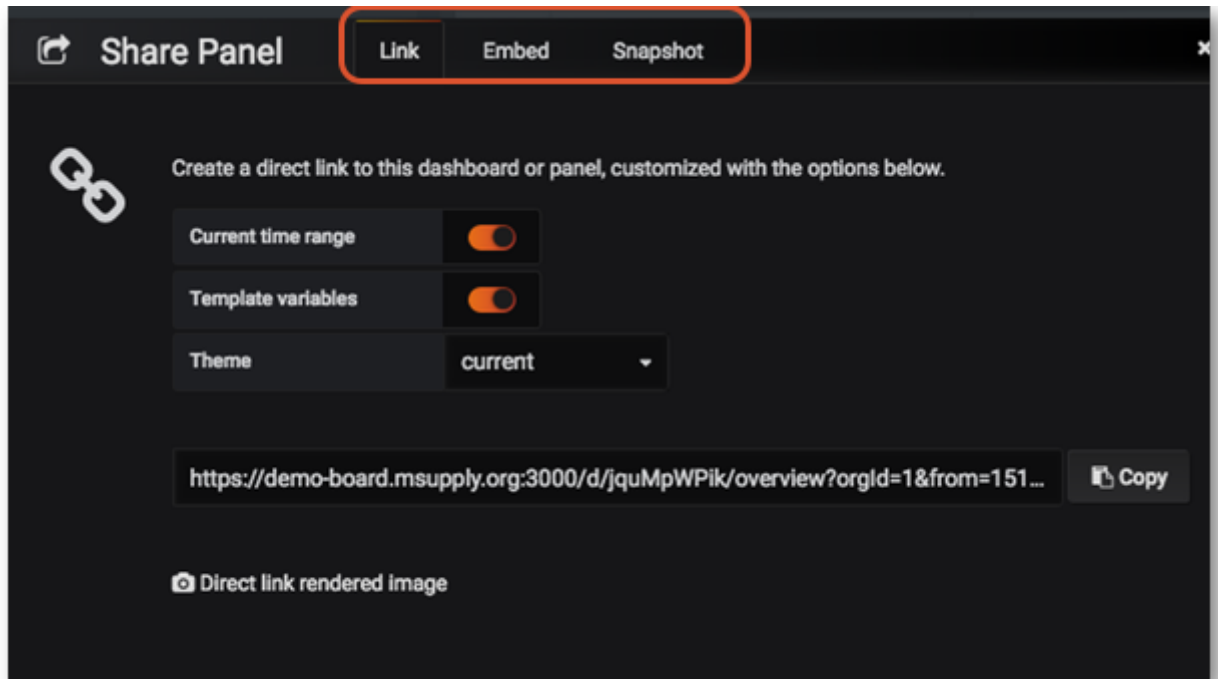 Share Panel Link Embed Snapshot
Create a direct link to this dashboard or panel, customized with the options below.
Current time range
Template variables
Theme current
https://demo-board.msupply.org:3000/d/jquMpWPik/overview?orgId=1&from=151... Copy
Direct link rendered image